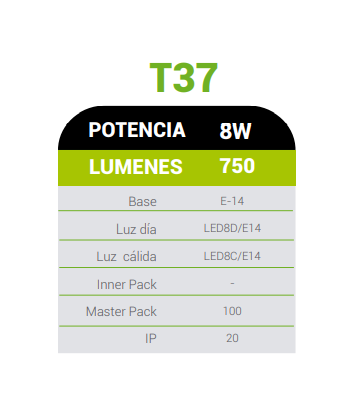 T37
POTENCIA 8W
LUMENES 750
Base E-14
Luz día LED8D/E14
Luz cálida LED8C/E14
Inner Pack -
Master Pack 100
IP 20